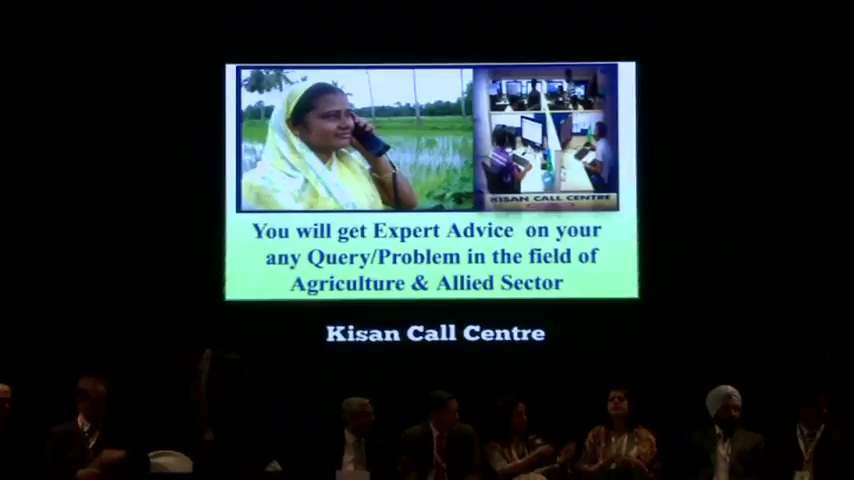 KISAN CALL CENTRE
You will get Expert Advice on your
any Query/Problem in the field of
Agriculture & Allied Sector
Kisan Call Centre